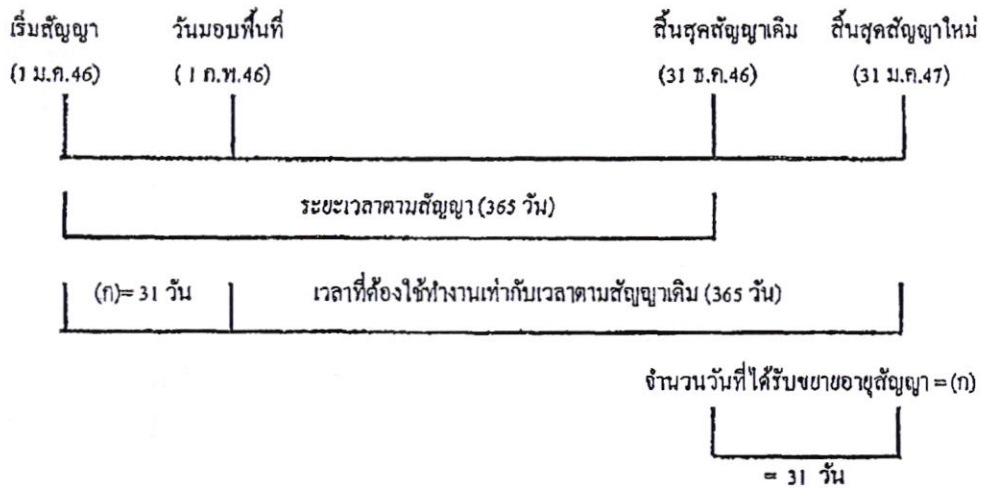 เริ่มสัญญา วันมอบพื้นที่ สิ้นสุดสัญญาเดิม สิ้นสุดสัญญาใหม่
(1 ม.ค.46) (1 ก.พ.46) (31 ธ.ค.46) (31 ม.ค.47)
ระยะเวลาตามสัญญา (365 วัน)
(ก)= 31 วัน เวลาที่ต้องใช้ทำงานเท่ากับเวลาตามสัญญาเดิม (365 วัน)
จำนวนวันที่ได้รับขยายอายุสัญญา = (ก)
= 31 วัน